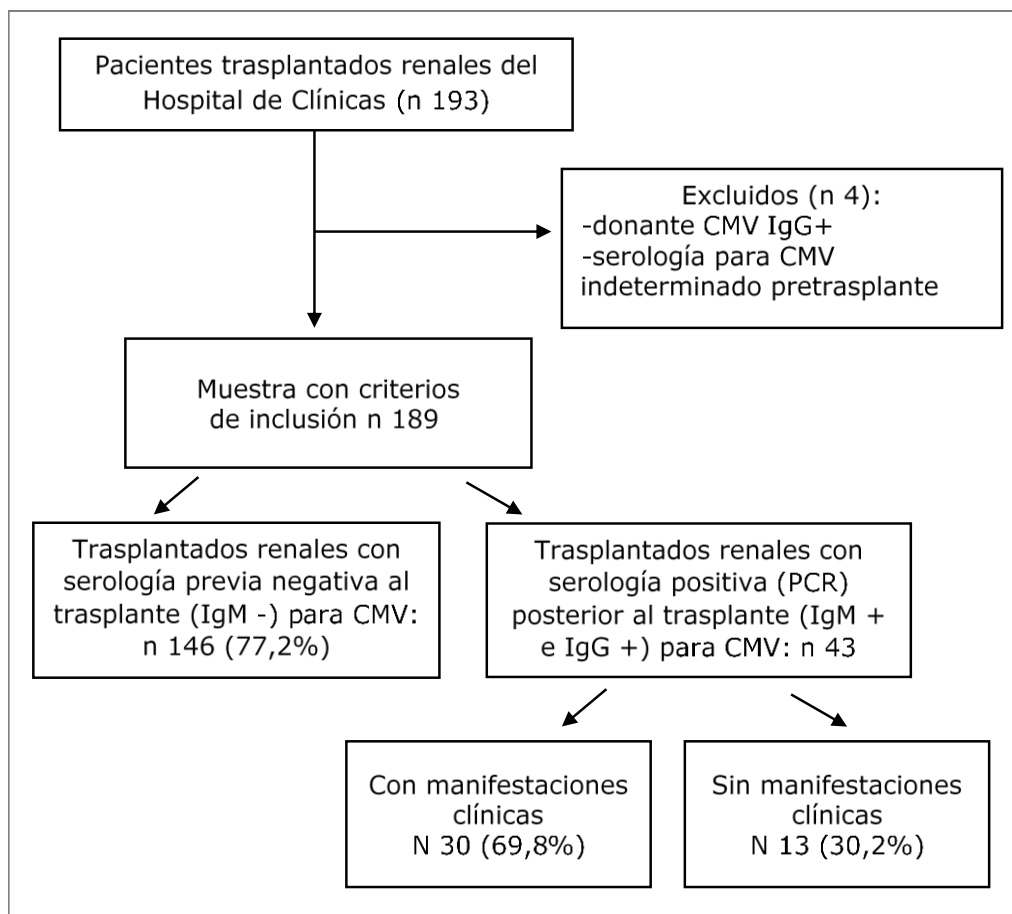 Pacientes trasplantados renales del
Hospital de Clínicas (n 193)
Excluidos (n 4):
-donante CMV IgG+
-serología para CMV
indeterminado pretrasplante
Muestra con criterios
de inclusión n 189
Trasplantados renales con
serología previa negativa al
trasplante (IgM -) para CMV:
n 146 (77,2%)
Trasplantados renales con
serología positiva (PCR)
posterior al trasplante (IgM +
e IgG +) para CMV: n 43
Con manifestaciones
clínicas
N 30 (69,8%)
Sin manifestaciones
clínicas
N 13 (30,2%)